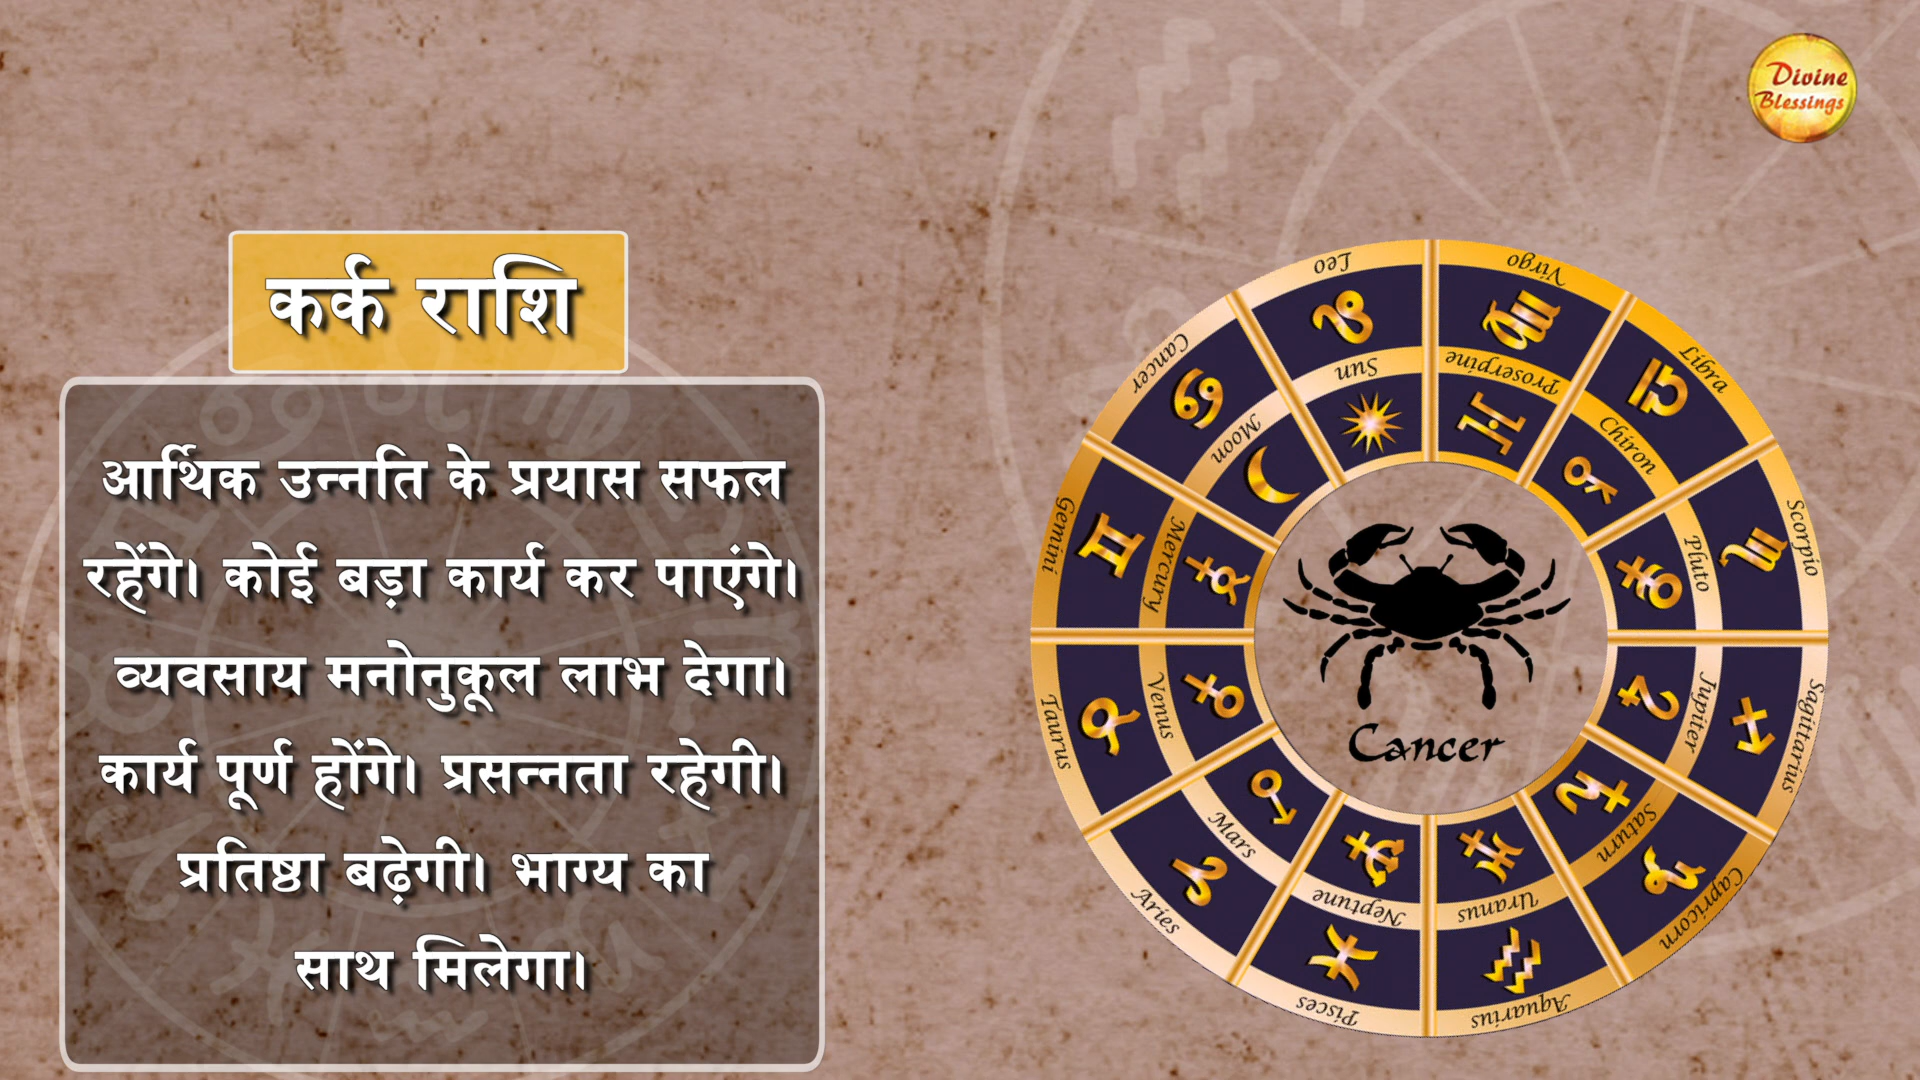 Divine
Blessings
कर्क राशि
आर्थिक उन्नति के प्रयास सफल
रहेंगे। कोई बड़ा कार्य कर पाएंगे।
व्यवसाय मनोनुकूल लाभ देगा।
कार्य पूर्ण होंगे। प्रसन्नता रहेगी।
प्रतिष्ठा बढ़ेगी। भाग्य का
साथ मिलेगा।
Leo
Virgo
Libra
Scorpio
Sagittarius
Capricorn
Aquarius
Pisces
Aries
Taurus
Gemini
Cancer
Sun
Proserpine
Chiron
Pluto
Jupiter
Saturn
Uranus
Neptune
Mars
Venus
Mercury
Moon
Cancer